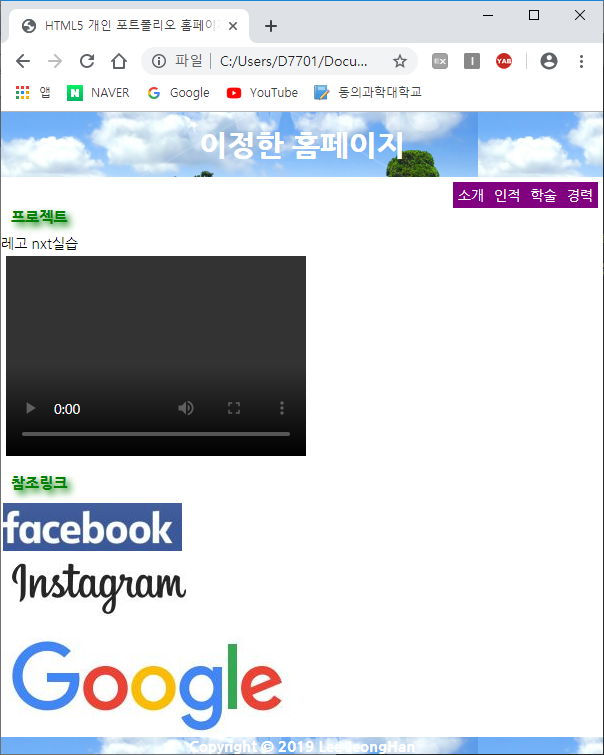 HTML5 개인 포트폴리오 홈페이지
파일 | C:/Users/D7701/Docu...
앱 NAVER Google YouTube 동의과학대학교
이정한 홈페이지
소개 인적 학술 경력
프로젝트
레고 nxt실습
0:00
참조링크
facebook
Instagram
Google
Copyright © 2019 LeeJeongHan